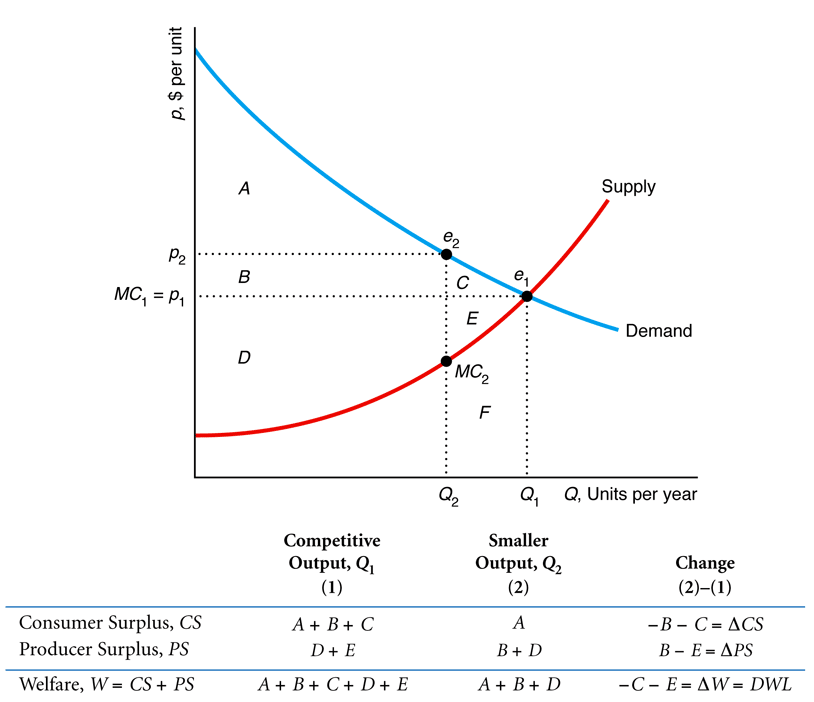 p, $ per unit
A
Supply
p₂
e₂
B
C
e₁
MC₁ = p₁
E
Demand
D
MC₂
F
Q₂
Q₁
Q, Units per year
Competitive Output, Q₁ (1)
Smaller Output, Q₂ (2)
Change (2)–(1)
Consumer Surplus, CS A + B + C A −B − C = ΔCS
Producer Surplus, PS D + E B + D B − E = ΔPS
Welfare, W = CS + PS A + B + C + D + E A + B + D −C − E = ΔW = DWL